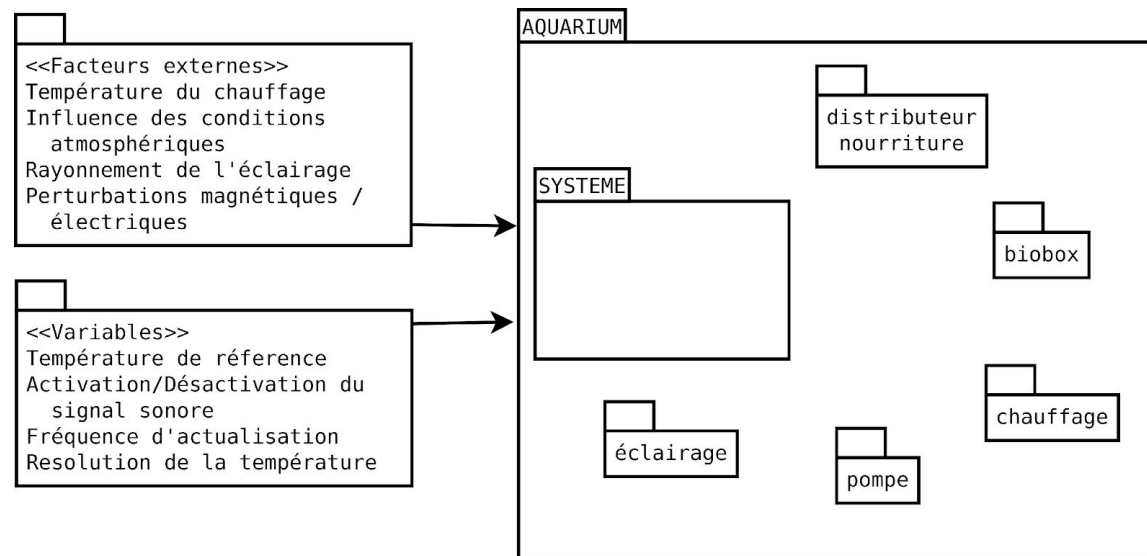 <<Facteurs externes>>
Température du chauffage
Influence des conditions
atmosphériques
Rayonnement de l'éclairage
Perturbations magnétiques /
électriques
<<Variables>>
Température de réference
Activation/Désactivation du
signal sonore
Fréquence d'actualisation
Resolution de la température
AQUARIUM
distributeur
nourriture
SYSTEME
biobox
chauffage
éclairage
pompe